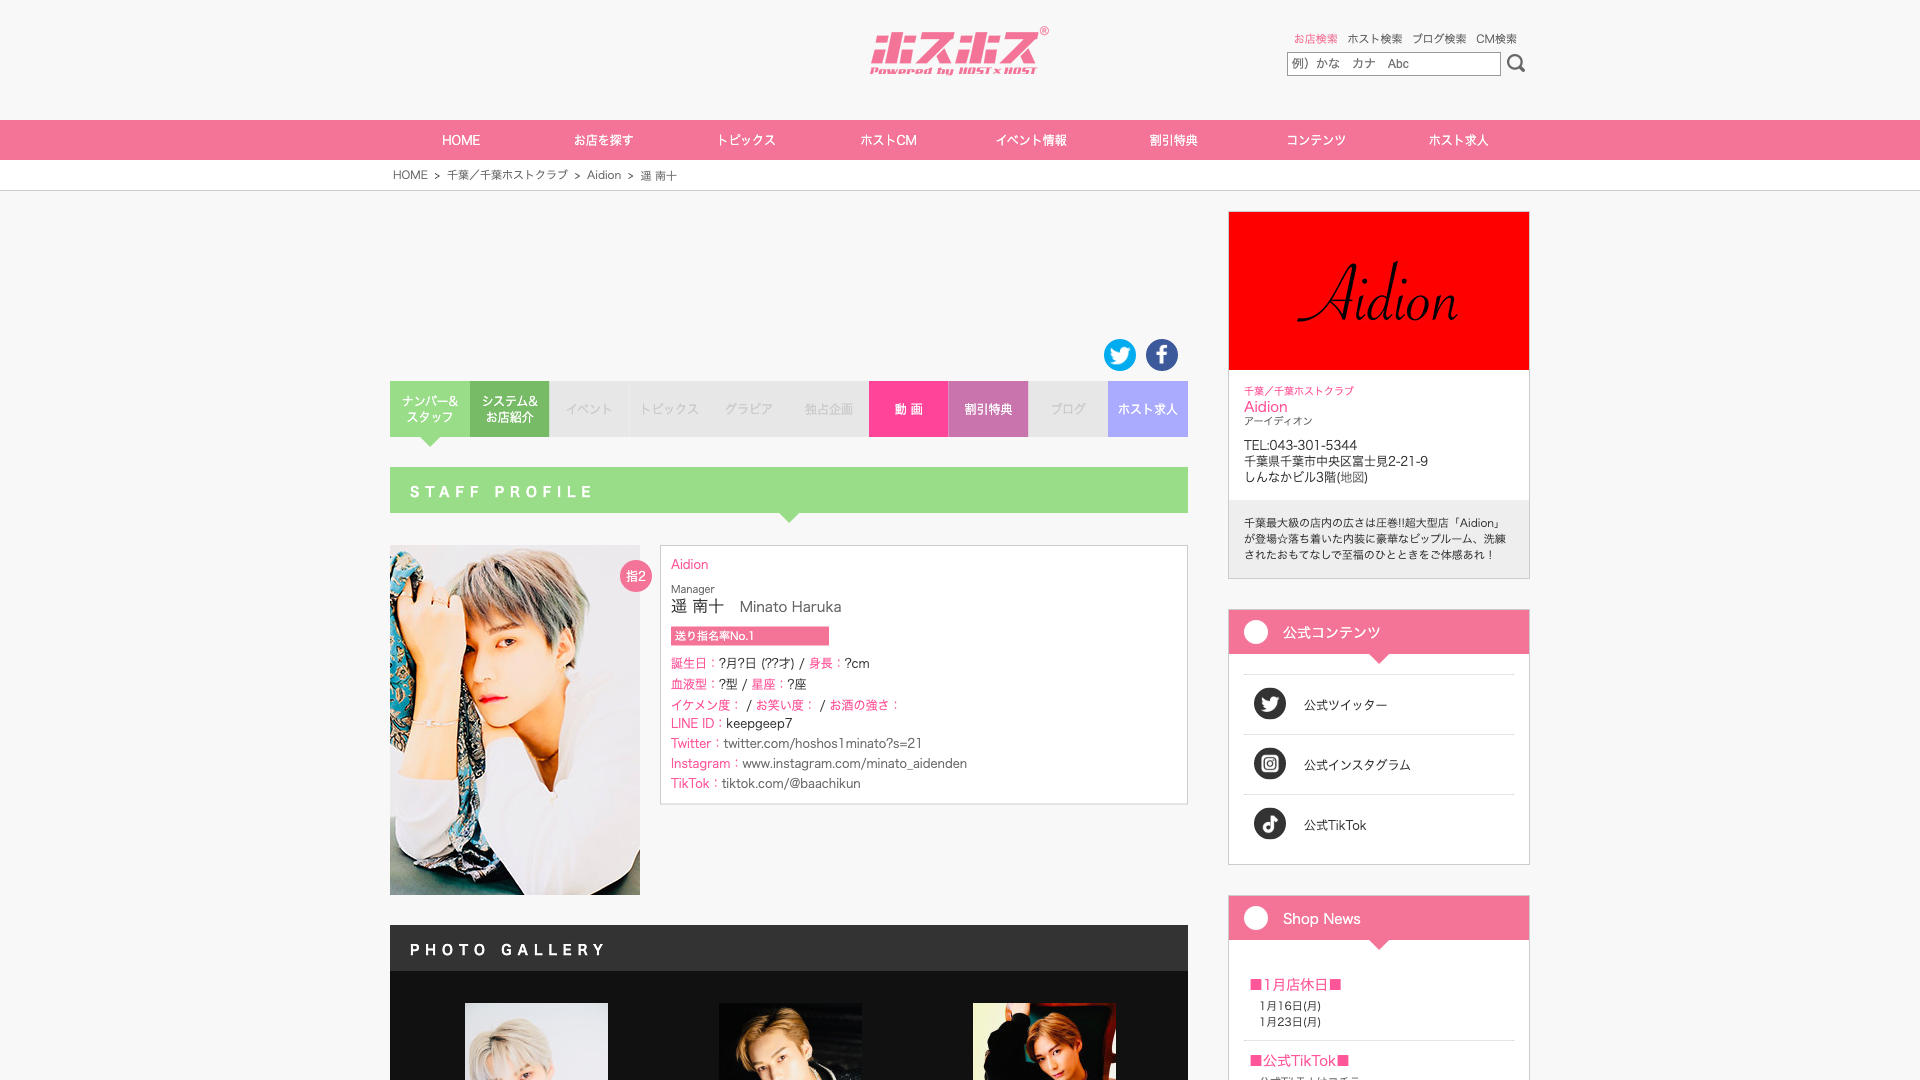 ホスホス®
Powered by HOST×HOST
お店検索 ホスト検索 ブログ検索 CM検索
例）かな カナ Abc
HOME お店を探す トピックス ホストCM イベント情報 割引特典 コンテンツ ホスト求人
HOME > 千葉／千葉ホストクラブ > Aidion > 遥 南十
ナンバー&
スタッフ
システム&
お店紹介
イベント
トピックス
グラビア
独占企画
動 画
割引特典
ブログ
ホスト求人
STAFF PROFILE
指2
Aidion
Manager
遥 南十 Minato Haruka
送り指名率No.1
誕生日：?月?日 (??才) / 身長：?cm
血液型：?型 / 星座：?座
イケメン度： / お笑い度： / お酒の強さ：
LINE ID：keepgeep7
Twitter：twitter.com/hoshos1minato?s=21
Instagram：www.instagram.com/minato_aidenden
TikTok：tiktok.com/@baachikun
PHOTO GALLERY
Aidion
千葉／千葉ホストクラブ
Aidion
アーイディオン
TEL:043-301-5344
千葉県千葉市中央区富士見2-21-9
しんなかビル3階(地図)
千葉最大級の店内の広さは圧巻!!超大型店「Aidion」
が登場☆落ち着いた内装に豪華なビップルーム、洗練
されたおもてなしで至福のひとときをご体感あれ！
公式コンテンツ
公式ツイッター
公式インスタグラム
公式TikTok
Shop News
■1月店休日■
1月16日(月)
1月23日(月)
■公式TikTok■